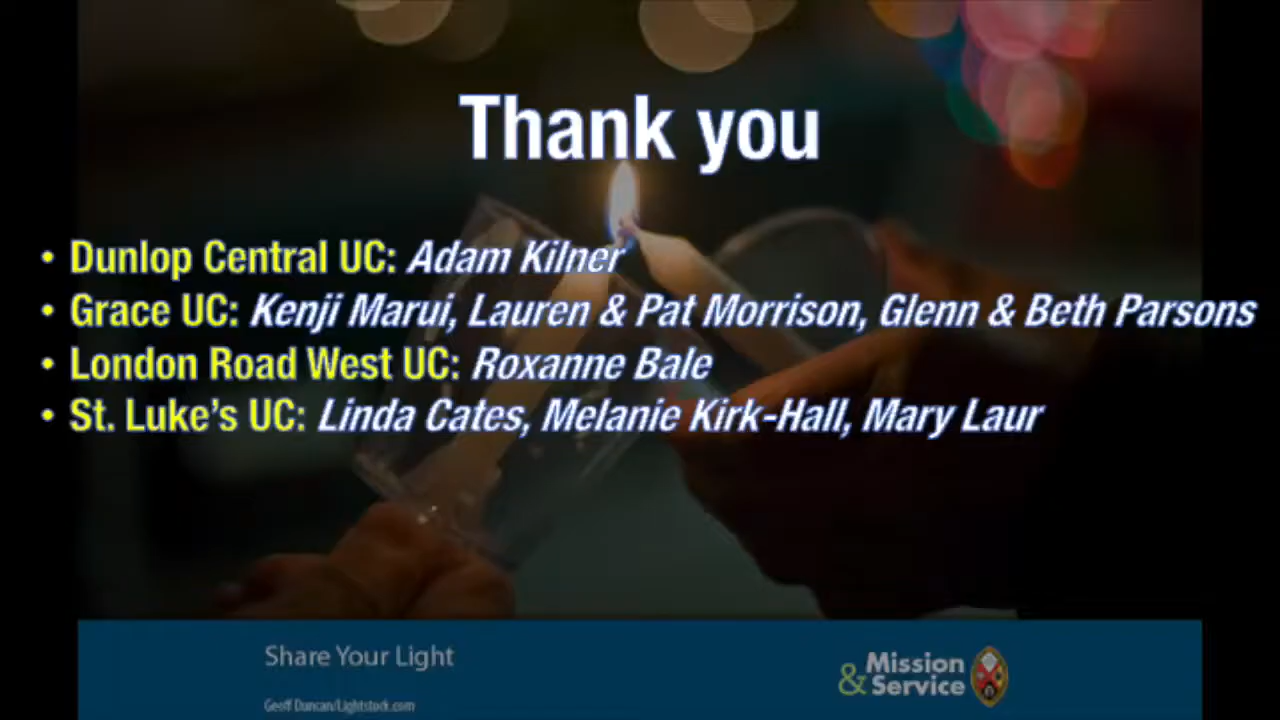 Thank you
• Dunlop Central UC: Adam Kilner
• Grace UC: Kenji Marui, Lauren & Pat Morrison, Glenn & Beth Parsons
• London Road West UC: Roxanne Bale
• St. Luke’s UC: Linda Cates, Melanie Kirk-Hall, Mary Laur
Share Your Light
Mission
& Service
Geoff Duncan/Lightstock.com